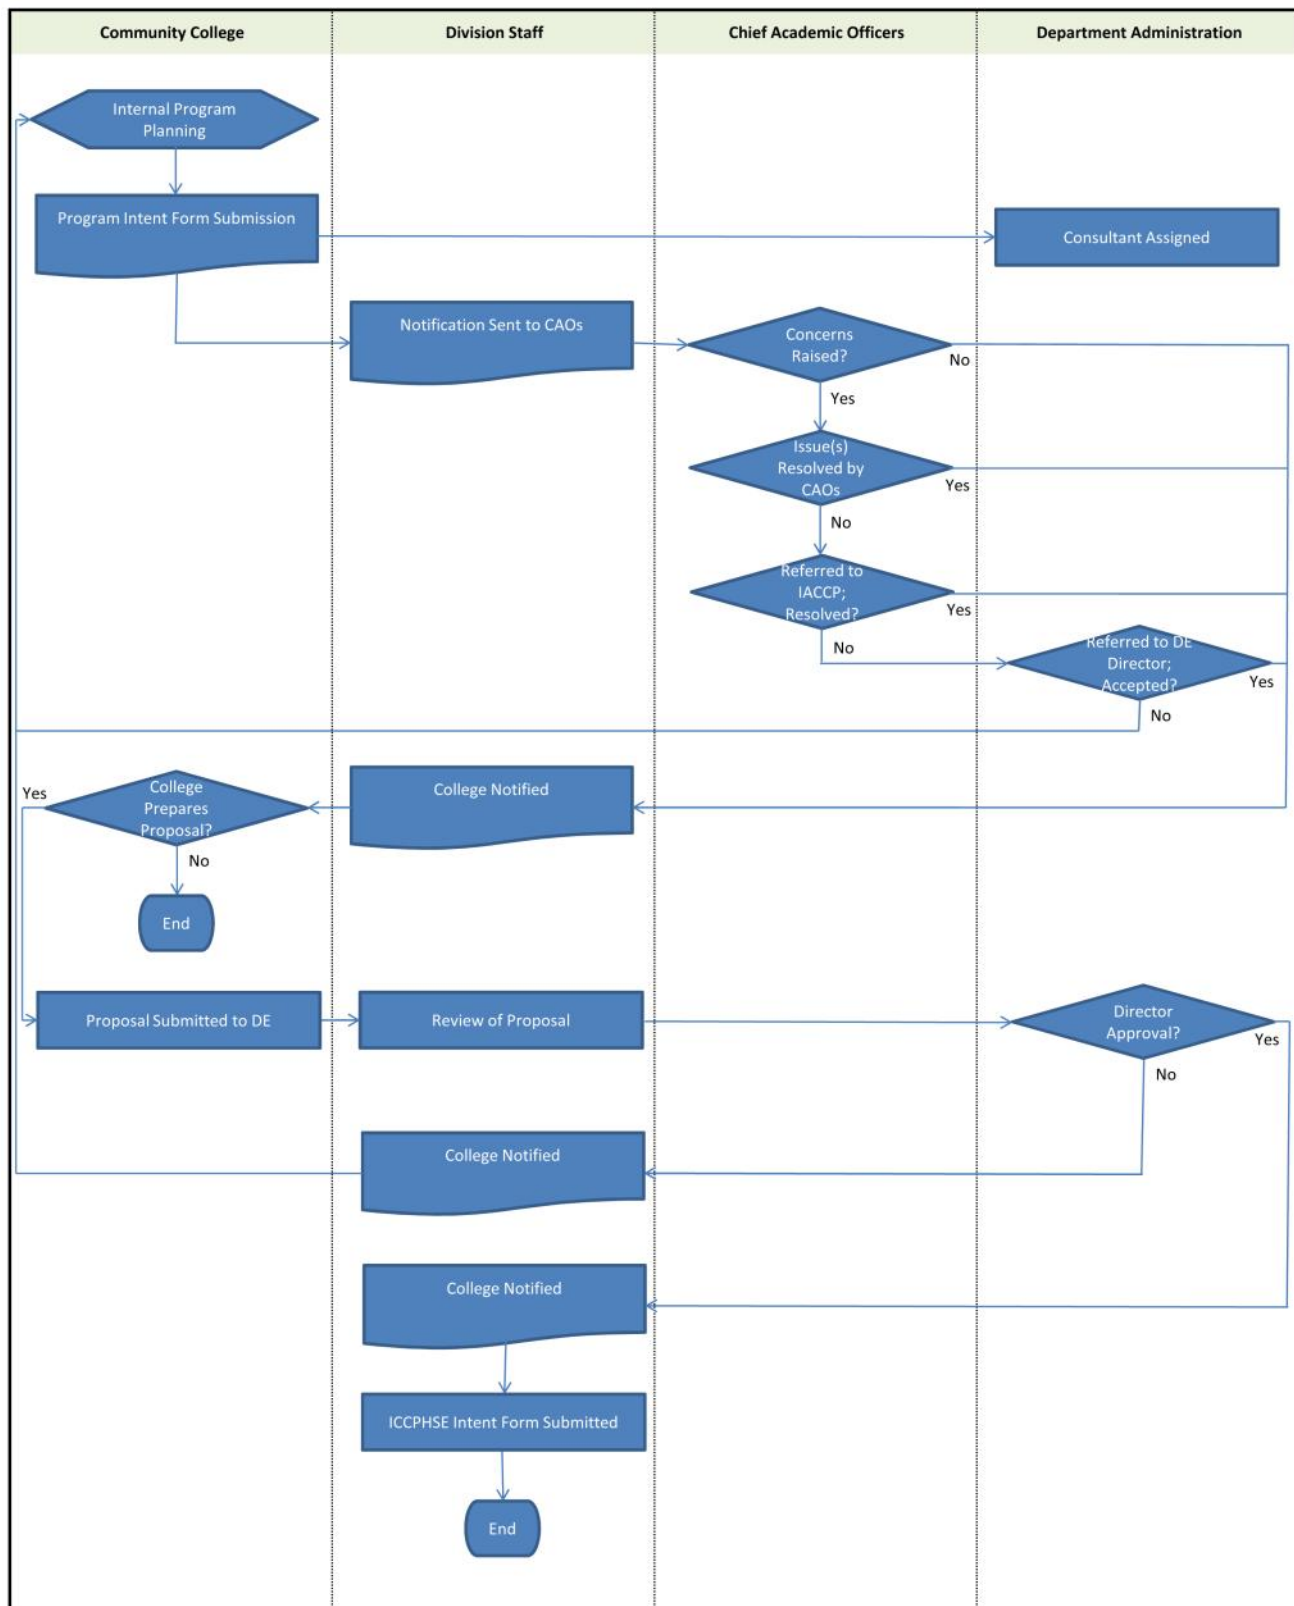 Community College
Division Staff
Chief Academic Officers
Department Administration
Internal Program
Planning
Program Intent Form Submission
Consultant Assigned
Notification Sent to CAOs
Concerns
Raised?
No
Yes
Issue(s)
Resolved by
CAOs
Yes
No
Referred to
IACCP;
Resolved?
Yes
No
Referred to DE
Director;
Accepted?
Yes
No
College Notified
College
Prepares
Proposal?
Yes
No
End
Proposal Submitted to DE
Review of Proposal
Director
Approval?
Yes
No
College Notified
College Notified
ICCPHSE Intent Form Submitted
End